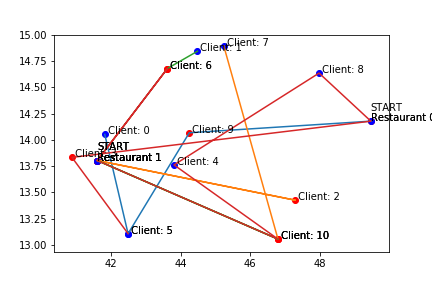 15.00
Client: 7
Client: 1
14.75
Client: 6
Client: 8
14.50
14.25
START
Restaurant 0
14.00
Client: 0
Client: 9
START
13.75
Client:
Restaurant 1
Client: 4
13.50
Client: 2
13.25
Client: 5
Client: 10
13.00
42
44
46
48